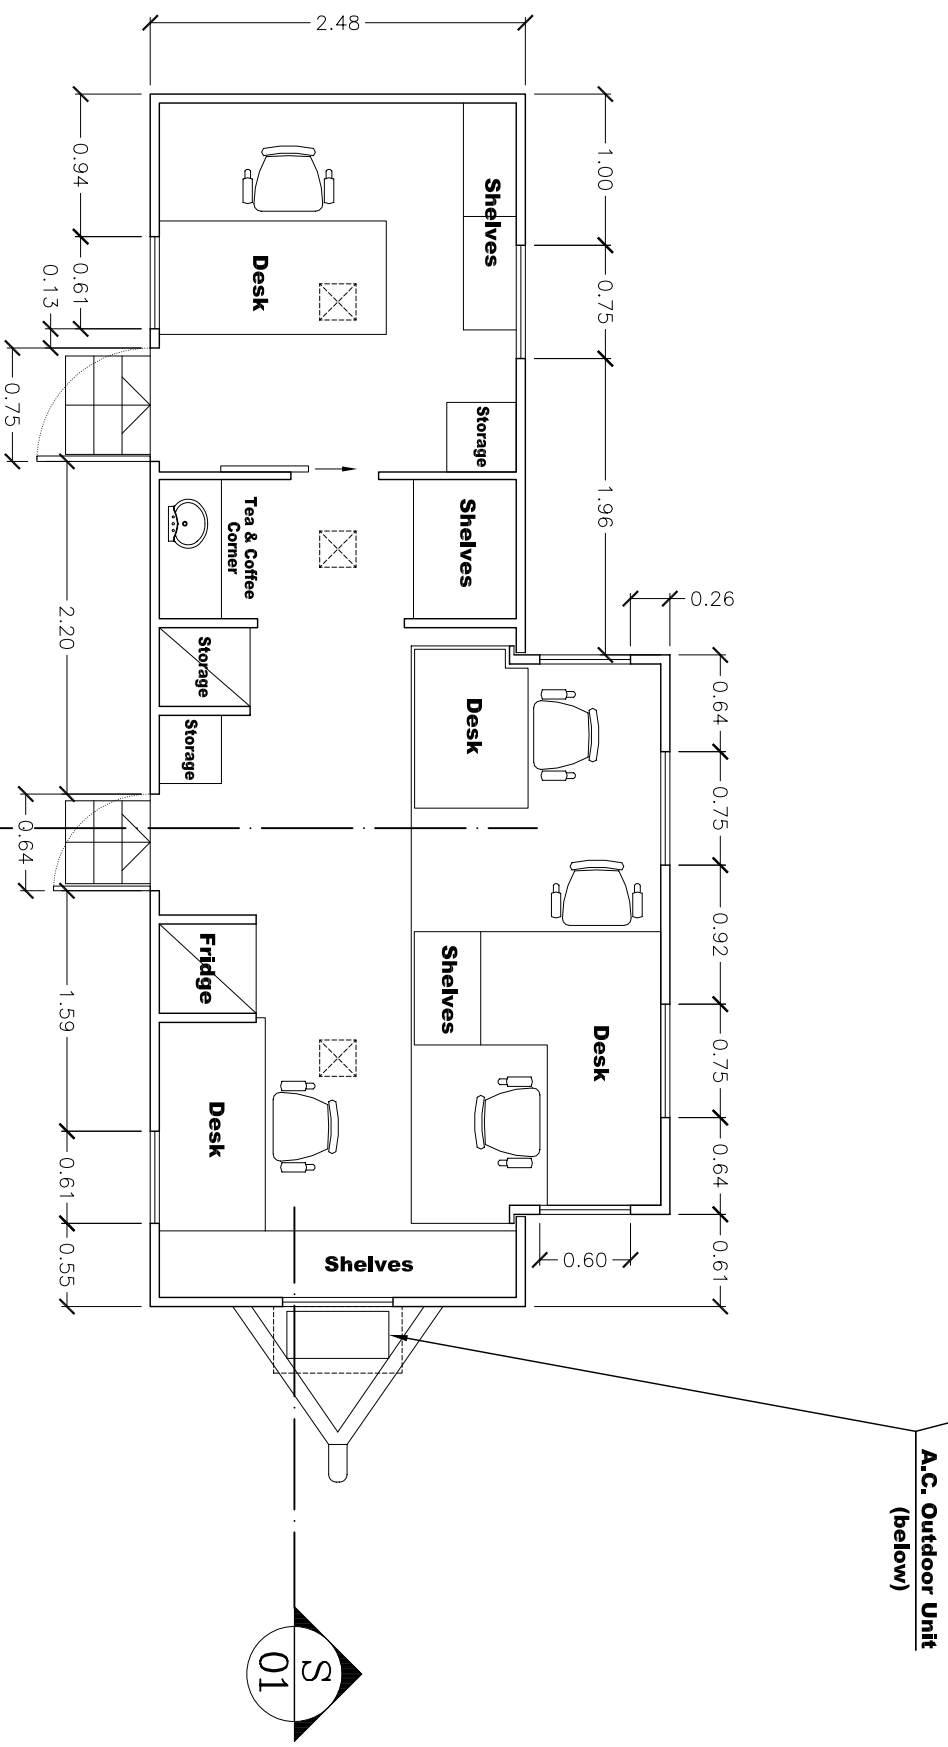 2.48
1.00
0.75
1.96
0.26
0.64
0.75
0.92
0.75
0.64
0.61
0.60
0.94
0.61
0.13
0.75
2.20
0.64
1.59
0.61
0.55
Shelves
Desk
Storage
Tea & Coffee
Corner
Shelves
Storage
Storage
Desk
Fridge
Shelves
Desk
Desk
Shelves
A.C. Outdoor Unit
(below)
S
01